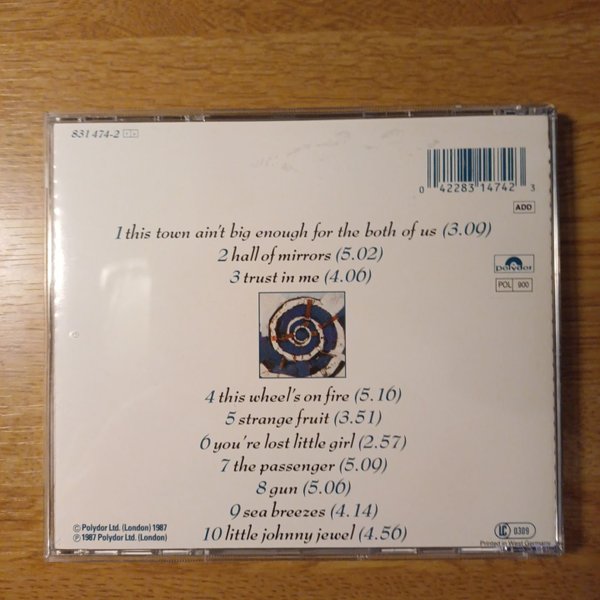 831 474-2
0 42283 14742 3
ADD
1 this town ain't big enough for the both of us (3.09)
2 hall of mirrors (5.02)
polydor
3 trust in me (4.06)
POL 900
4 this wheel's on fire (5.16)
5 strange fruit (3.51)
6 you're lost little girl (2.57)
7 the passenger (5.09)
8 gun (5.06)
9 sea breezes (4.14)
10 little johnny jewel (4.56)
© Polydor Ltd. (London) 1987
℗ 1987 Polydor Ltd. (London)
LC 0309
Printed in West Germany